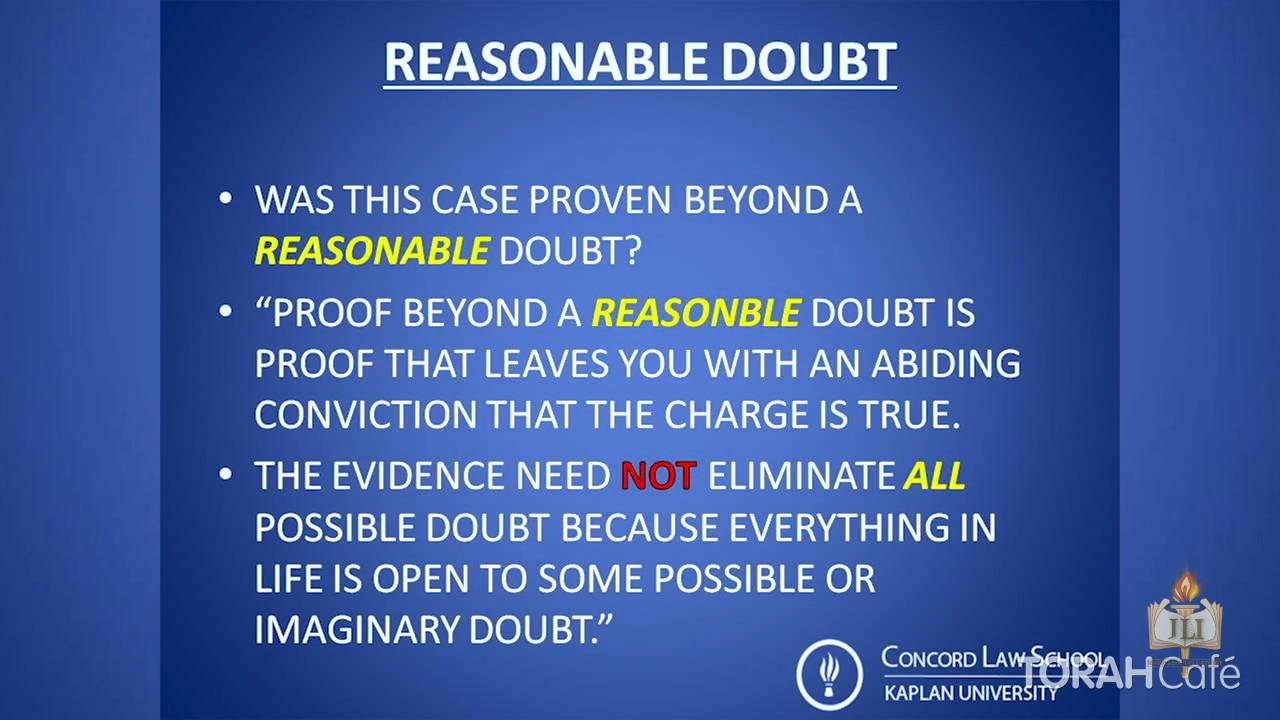 REASONABLE DOUBT
• WAS THIS CASE PROVEN BEYOND A
REASONABLE DOUBT?
• “PROOF BEYOND A REASONBLE DOUBT IS
PROOF THAT LEAVES YOU WITH AN ABIDING
CONVICTION THAT THE CHARGE IS TRUE.
• THE EVIDENCE NEED NOT ELIMINATE ALL
POSSIBLE DOUBT BECAUSE EVERYTHING IN
LIFE IS OPEN TO SOME POSSIBLE OR
IMAGINARY DOUBT.”
CONCORD LAW SCHOOL
KAPLAN UNIVERSITY
JLI
TORAH Café